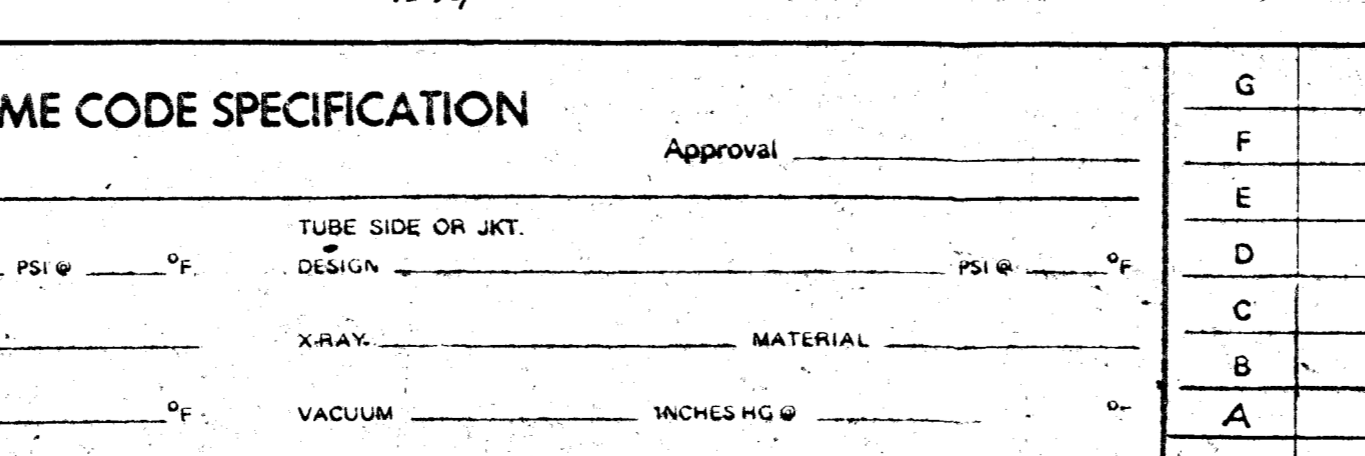 ME CODE SPECIFICATION
Approval
TUBE SIDE OR JKT.
PSI @ °F. DESIGN PSI @ °F
X-RAY. MATERIAL
°F. VACUUM INCHES HG @
G
F
E
D
C
B
A